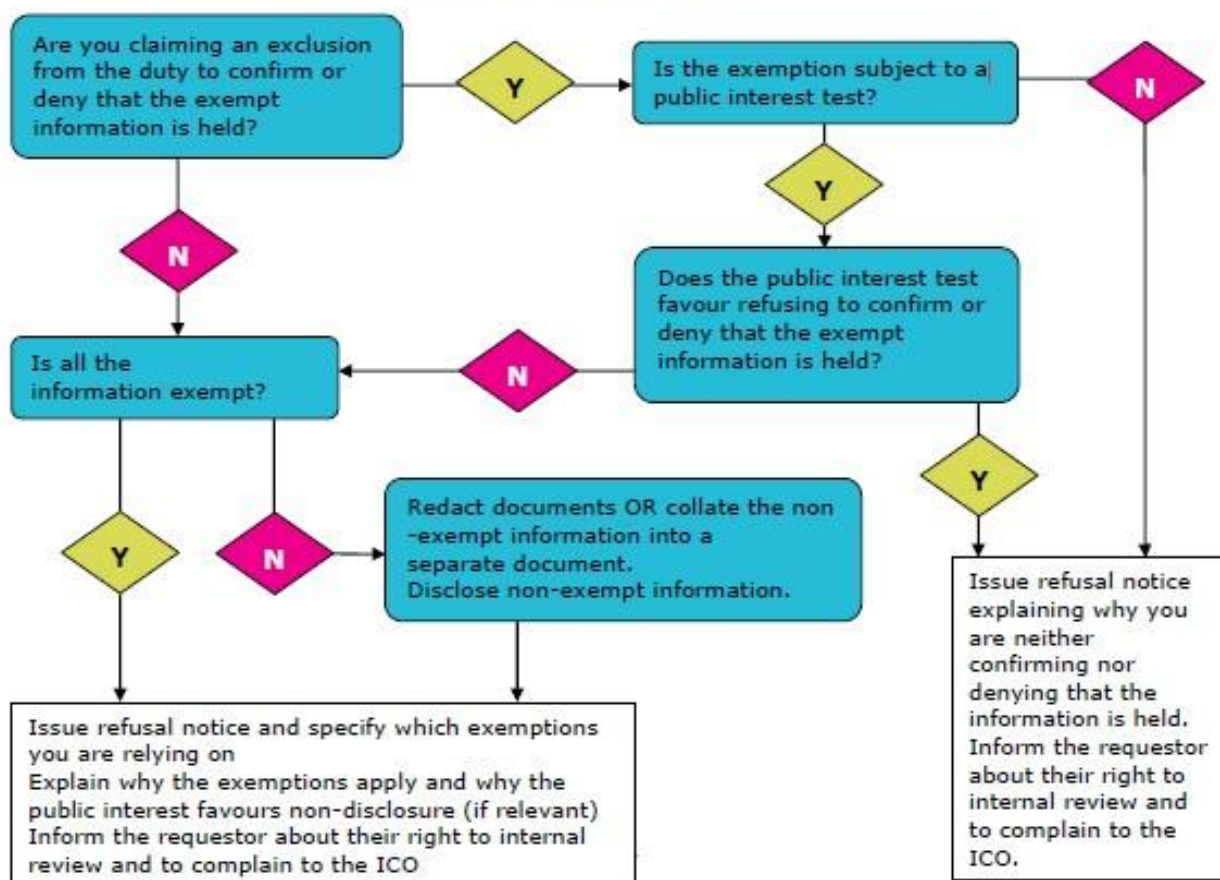 Are you claiming an exclusion
from the duty to confirm or
deny that the exempt
information is held?
Y
Is the exemption subject to a
public interest test?
N
Y
N
Does the public interest test
favour refusing to confirm or
deny that the exempt
information is held?
Is all the
information exempt?
N
Y
Y
N
Redact documents OR collate the non
-exempt information into a
separate document.
Disclose non-exempt information.
Issue refusal notice
explaining why you
are neither
confirming nor
denying that the
information is held.
Inform the requestor
about their right to
internal review and
to complain to the
ICO.
Issue refusal notice and specify which exemptions
you are relying on
Explain why the exemptions apply and why the
public interest favours non-disclosure (if relevant)
Inform the requestor about their right to internal
review and to complain to the ICO